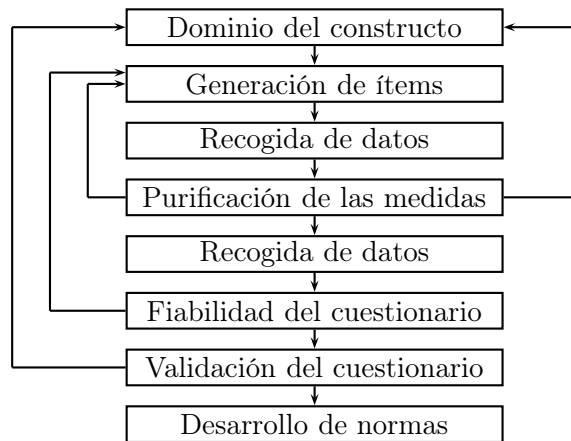 Dominio del constructo
Generación de ítems
Recogida de datos
Purificación de las medidas
Recogida de datos
Fiabilidad del cuestionario
Validación del cuestionario
Desarrollo de normas